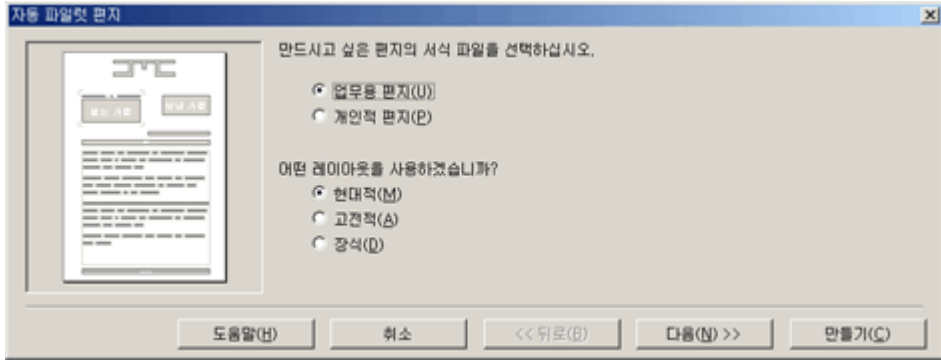 자동 파일럿 편지
만드시고 싶은 편지의 서식 파일을 선택하십시오.
업무용 편지(U)
개인적 편지(P)
어떤 레이아웃를 사용하겠습니까?
현대적(M)
고전적(A)
장식(D)
도움말(H) 취소 << 뒤로(B) 다음(N) >> 만들기(C)